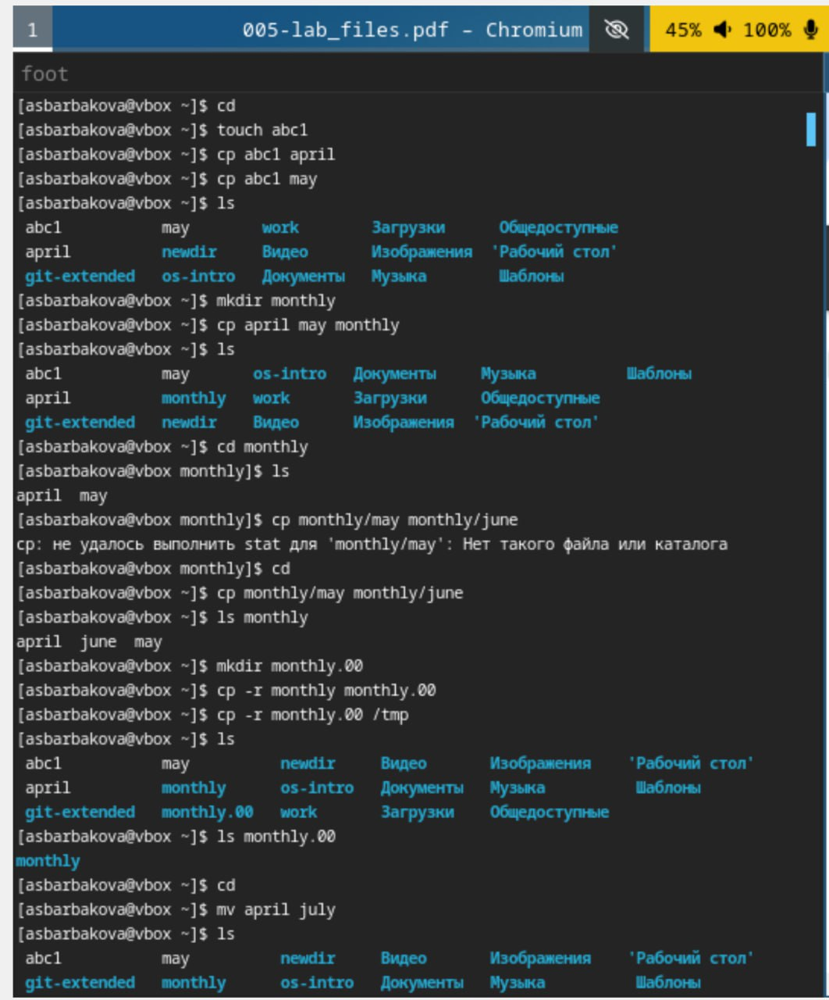 1 005-lab_files.pdf – Chromium 45% 100%
foot
[asbarbakova@vbox ~]$ cd
[asbarbakova@vbox ~]$ touch abc1
[asbarbakova@vbox ~]$ cp abc1 april
[asbarbakova@vbox ~]$ cp abc1 may
[asbarbakova@vbox ~]$ ls
abc1 may work Загрузки Общедоступные
april newdir Видео Изображения 'Рабочий стол'
git-extended os-intro Документы Музыка Шаблоны
[asbarbakova@vbox ~]$ mkdir monthly
[asbarbakova@vbox ~]$ cp april may monthly
[asbarbakova@vbox ~]$ ls
abc1 may os-intro Документы Музыка Шаблоны
april monthly work Загрузки Общедоступные
git-extended newdir Видео Изображения 'Рабочий стол'
[asbarbakova@vbox ~]$ cd monthly
[asbarbakova@vbox monthly]$ ls
april may
[asbarbakova@vbox monthly]$ cp monthly/may monthly/june
cp: не удалось выполнить stat для 'monthly/may': Нет такого файла или каталога
[asbarbakova@vbox monthly]$ cd
[asbarbakova@vbox ~]$ cp monthly/may monthly/june
[asbarbakova@vbox ~]$ ls monthly
april june may
[asbarbakova@vbox ~]$ mkdir monthly.00
[asbarbakova@vbox ~]$ cp -r monthly monthly.00
[asbarbakova@vbox ~]$ cp -r monthly.00 /tmp
[asbarbakova@vbox ~]$ ls
abc1 may newdir Видео Изображения 'Рабочий стол'
april monthly os-intro Документы Музыка Шаблоны
git-extended monthly.00 work Загрузки Общедоступные
[asbarbakova@vbox ~]$ ls monthly.00
monthly
[asbarbakova@vbox ~]$ cd
[asbarbakova@vbox ~]$ mv april july
[asbarbakova@vbox ~]$ ls
abc1 may newdir Видео Изображения 'Рабочий стол'
git-extended monthly os-intro Документы Музыка Шаблоны